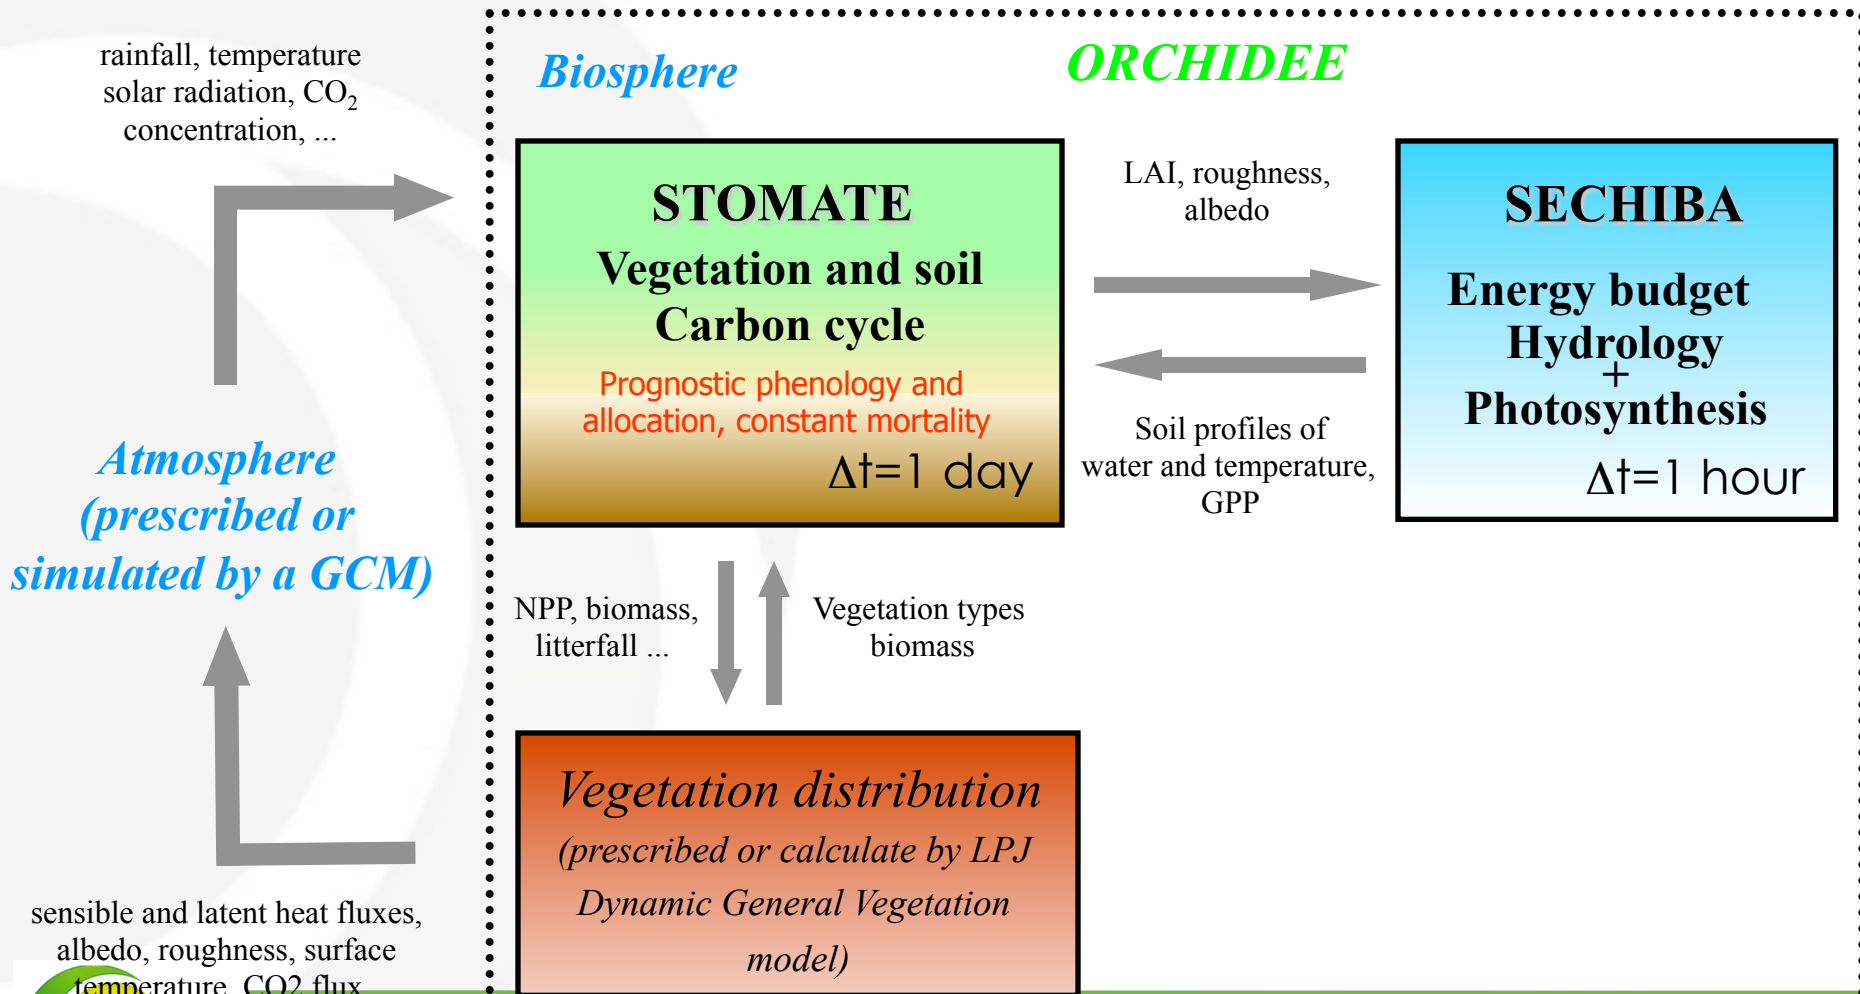 rainfall, temperature
solar radiation, CO₂
concentration, ...
Atmosphere
(prescribed or
simulated by a GCM)
sensible and latent heat fluxes,
albedo, roughness, surface
temperature, CO2 flux
Biosphere
ORCHIDEE
STOMATE
Vegetation and soil
Carbon cycle
Prognostic phenology and
allocation, constant mortality
Δt=1 day
LAI, roughness,
albedo
Soil profiles of
water and temperature,
GPP
SECHIBA
Energy budget
Hydrology
+
Photosynthesis
Δt=1 hour
NPP, biomass,
litterfall ...
Vegetation types
biomass
Vegetation distribution
(prescribed or calculate by LPJ
Dynamic General Vegetation
model)